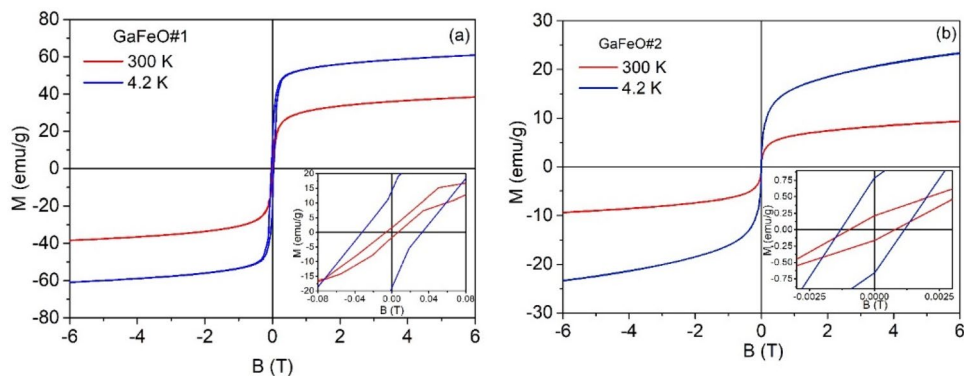 (a)
GaFeO#1
300 K
4.2 K
M (emu/g)
80
60
40
20
0
-20
-40
-60
-80
-6 -4 -2 0 2 4 6
B (T)
M (emu/g)
20
15
10
5
0
-5
-10
-15
-20
-0.08 -0.04 0.00 0.04 0.08
B (T)
(b)
GaFeO#2
300 K
4.2 K
M (emu/g)
30
20
10
0
-10
-20
-30
-6 -4 -2 0 2 4 6
B (T)
M (emu/g)
0.75
0.50
0.25
0.00
-0.25
-0.50
-0.75
-0.0025 0.0000 0.0025
B (T)